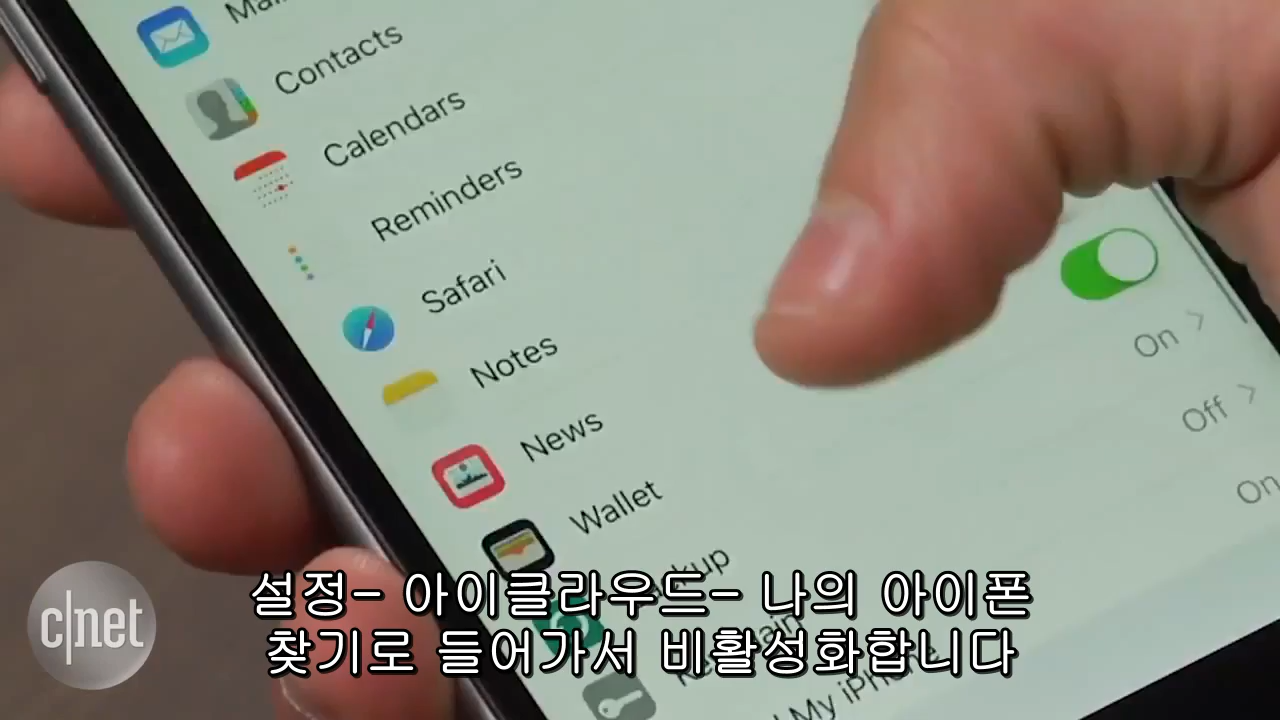 Contacts
Calendars
Reminders
Safari
Notes
News
Wallet
On
Off
On
My iPhone
설정- 아이클라우드- 나의 아이폰
찾기로 들어가서 비활성화합니다
c|net